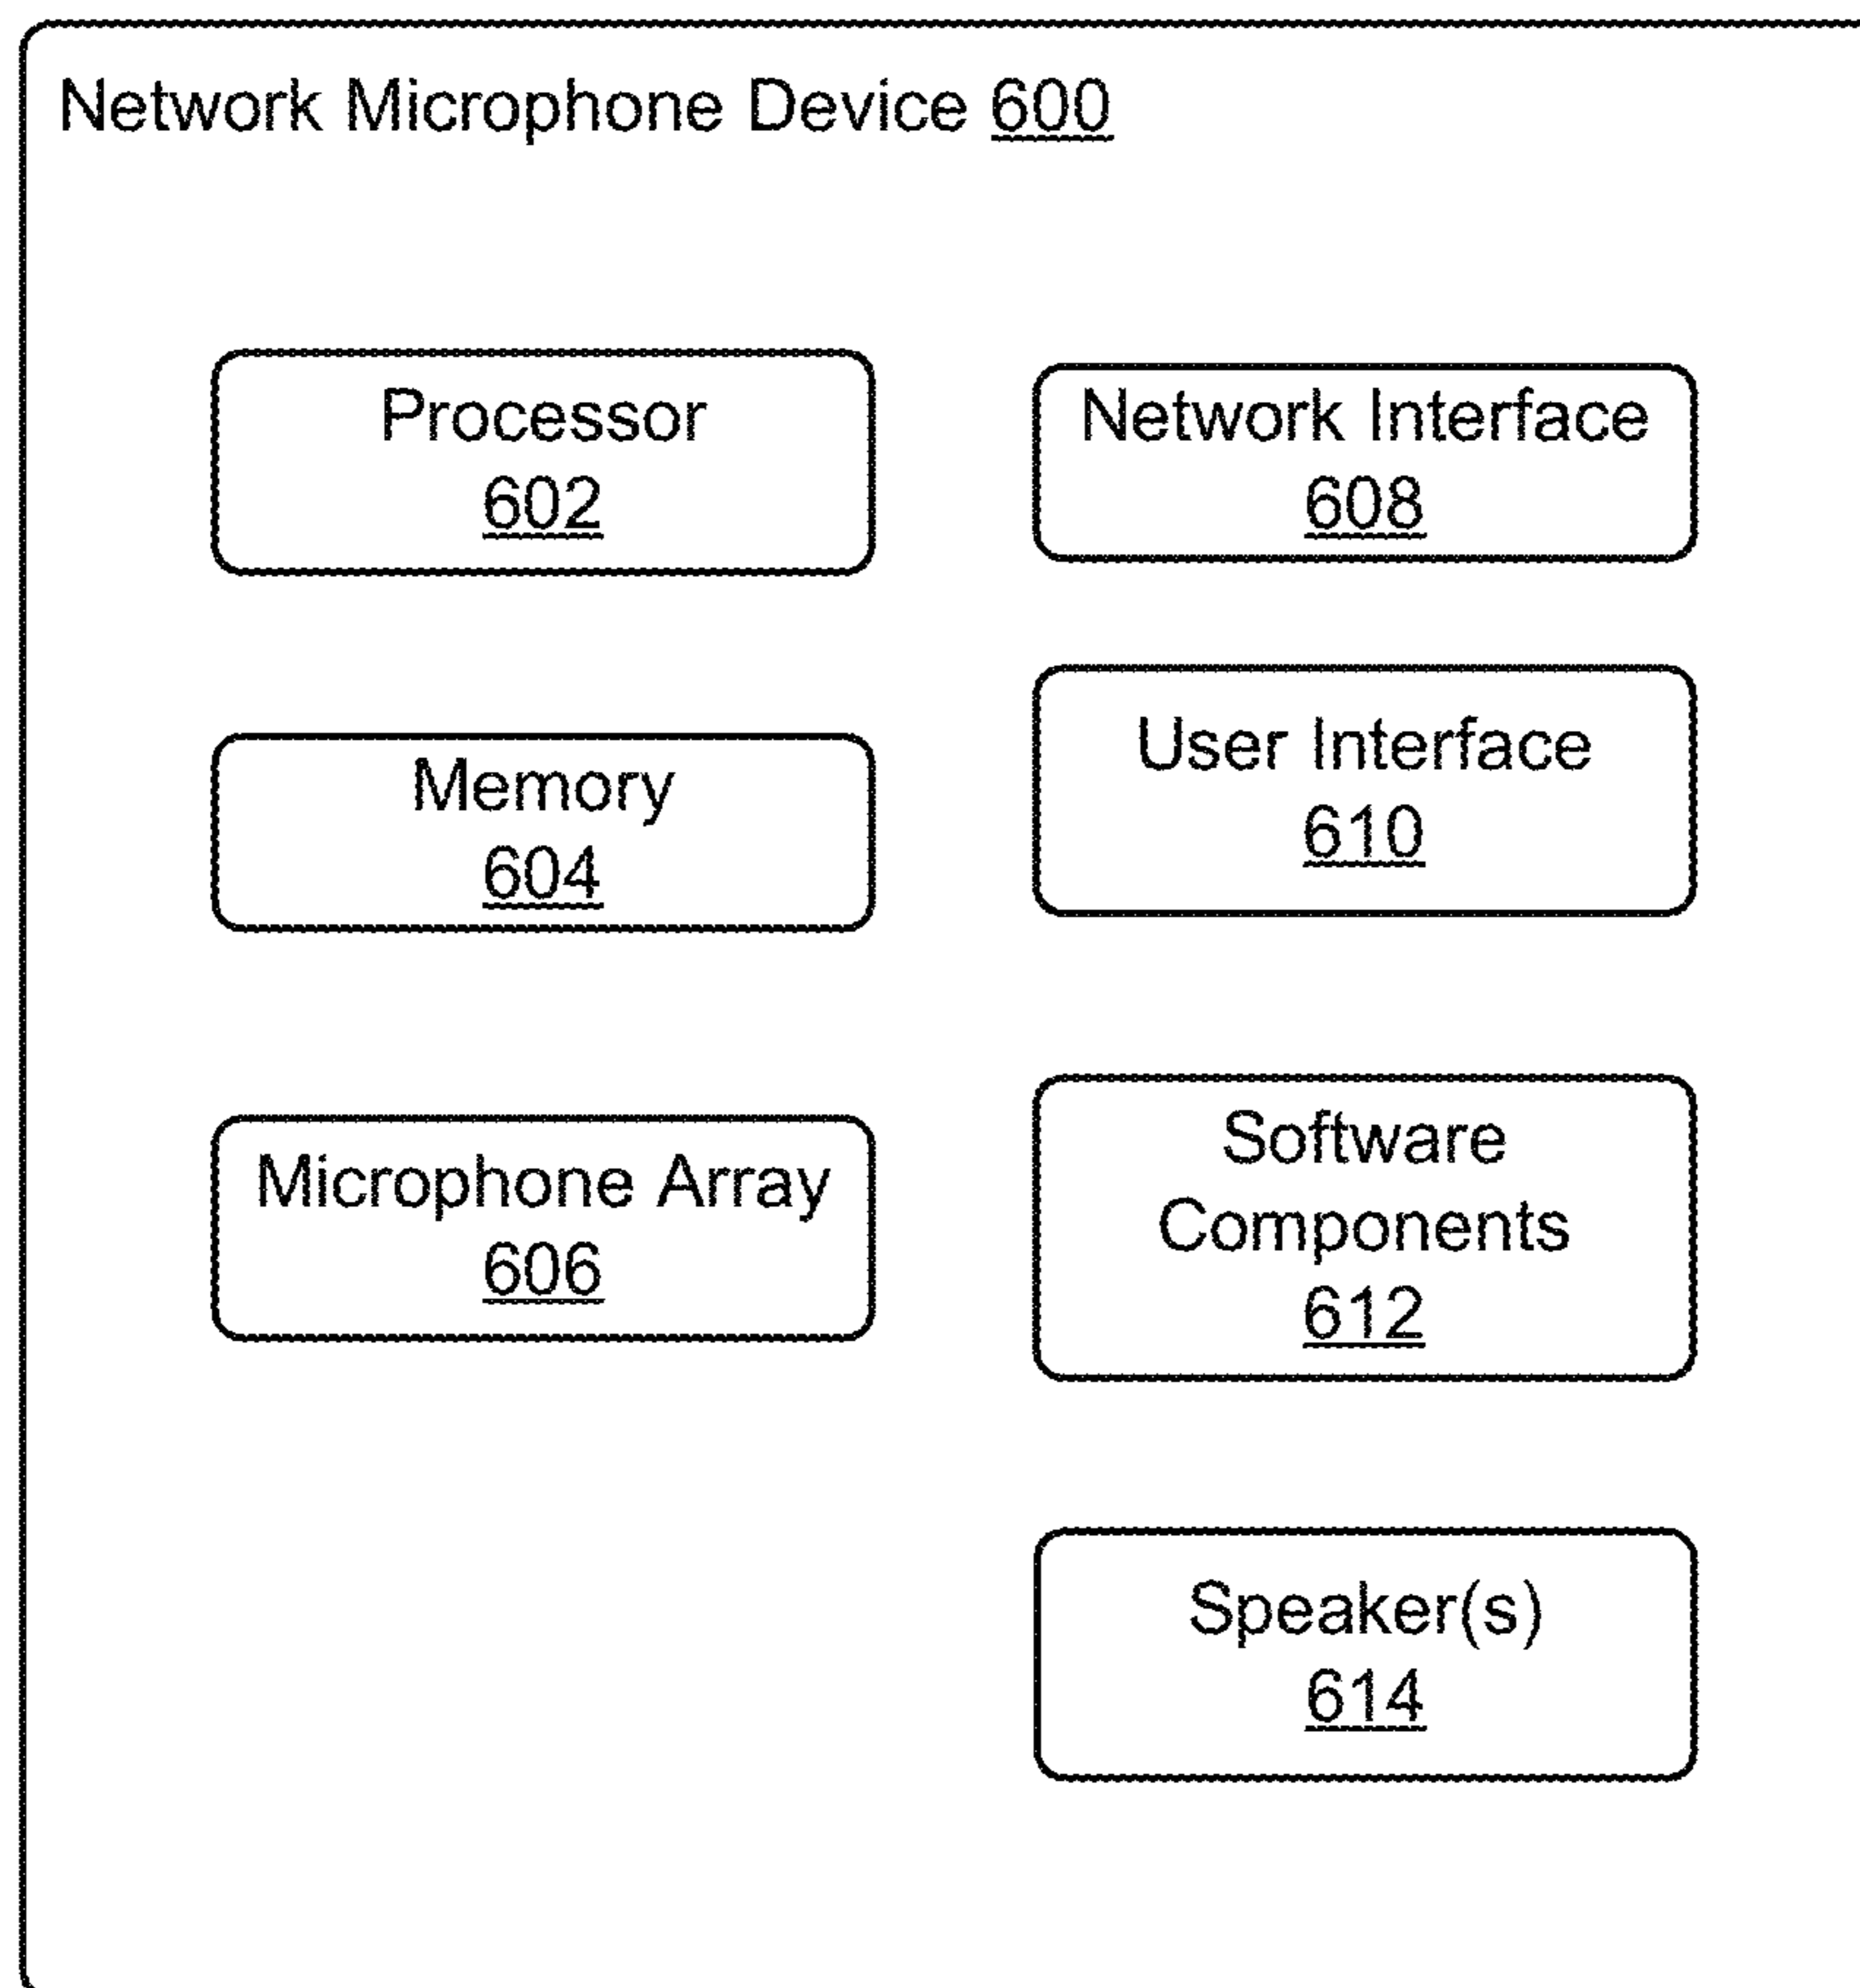 Network Microphone Device 600
Processor
602
Memory
604
Microphone Array
606
Network Interface
608
User Interface
610
Software
Components
612
Speaker(s)
614